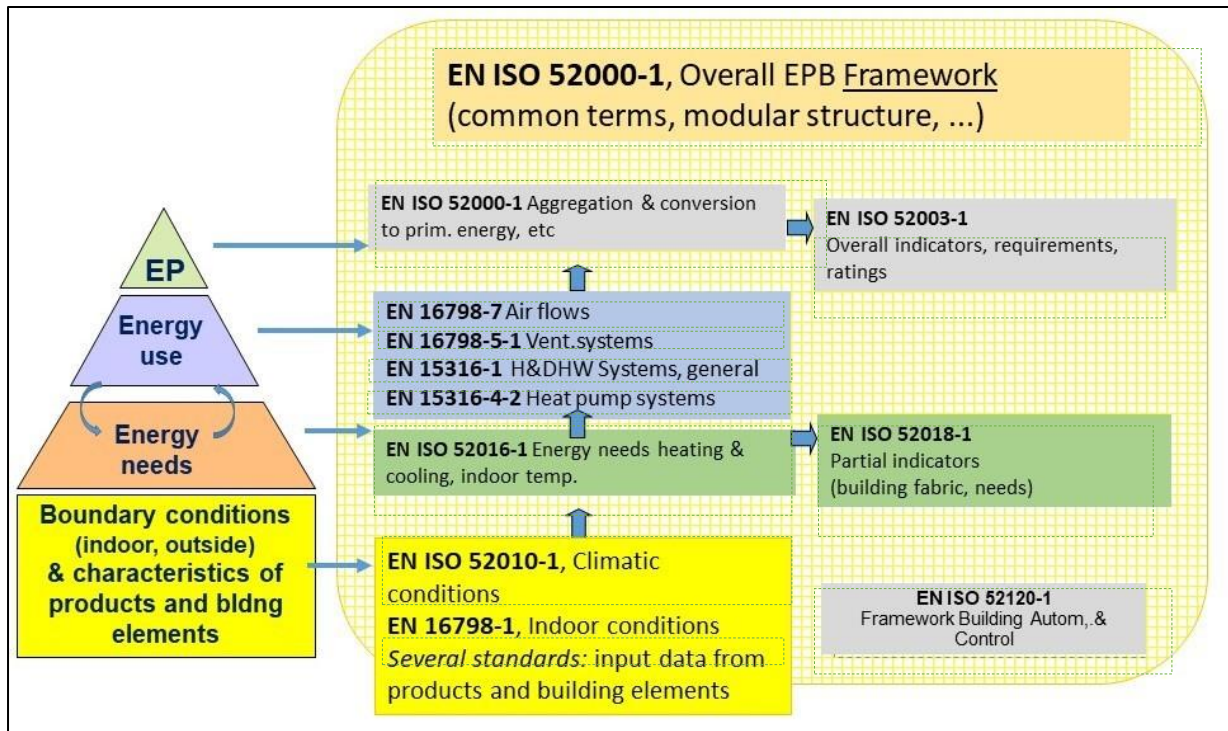 EN ISO 52000-1, Overall EPB Framework
(common terms, modular structure, ...)
EN ISO 52000-1 Aggregation & conversion
to prim. energy, etc
EN ISO 52003-1
Overall indicators, requirements,
ratings
EP
Energy
use
EN 16798-7 Air flows
EN 16798-5-1 Vent.systems
EN 15316-1 H&DHW Systems, general
EN 15316-4-2 Heat pump systems
Energy
needs
EN ISO 52016-1 Energy needs heating &
cooling, indoor temp.
EN ISO 52018-1
Partial indicators
(building fabric, needs)
Boundary conditions
(indoor, outside)
& characteristics of
products and bldng
elements
EN ISO 52010-1, Climatic
conditions
EN 16798-1, Indoor conditions
Several standards: input data from
products and building elements
EN ISO 52120-1
Framework Building Autom,.&
Control